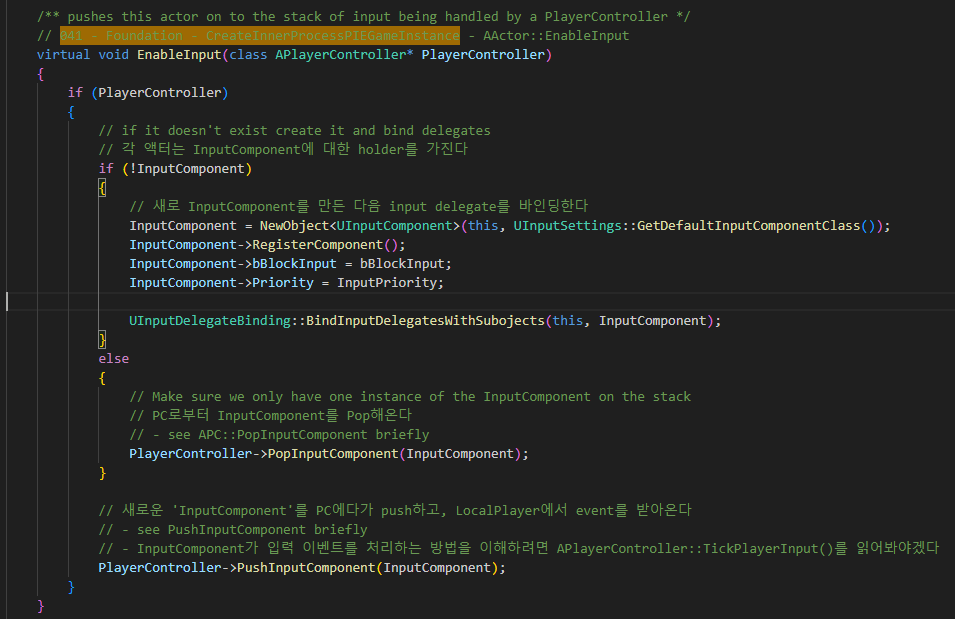 /** pushes this actor on to the stack of input being handled by a PlayerController */
// 041 - Foundation - CreateInnerProcessPIEGameInstance - AActor::EnableInput
virtual void EnableInput(class APlayerController* PlayerController)
{
if (PlayerController)
{
// if it doesn't exist create it and bind delegates
// 각 액터는 InputComponent에 대한 holder를 가진다
if (!InputComponent)
{
// 새로 InputComponent를 만든 다음 input delegate를 바인딩한다
InputComponent = NewObject<UInputComponent>(this, UInputSettings::GetDefaultInputComponentClass());
InputComponent->RegisterComponent();
InputComponent->bBlockInput = bBlockInput;
InputComponent->Priority = InputPriority;
UInputDelegateBinding::BindInputDelegatesWithSubojects(this, InputComponent);
}
else
{
// Make sure we only have one instance of the InputComponent on the stack
// PC로부터 InputComponent를 Pop해온다
// - see APC::PopInputComponent briefly
PlayerController->PopInputComponent(InputComponent);
}
// 새로운 'InputComponent'를 PC에다가 push하고, LocalPlayer에서 event를 받아온다
// - see PushInputComponent briefly
// - InputComponent가 입력 이벤트를 처리하는 방법을 이해하려면 APlayerController::TickPlayerInput()를 읽어봐야겠다
PlayerController->PushInputComponent(InputComponent);
}
}